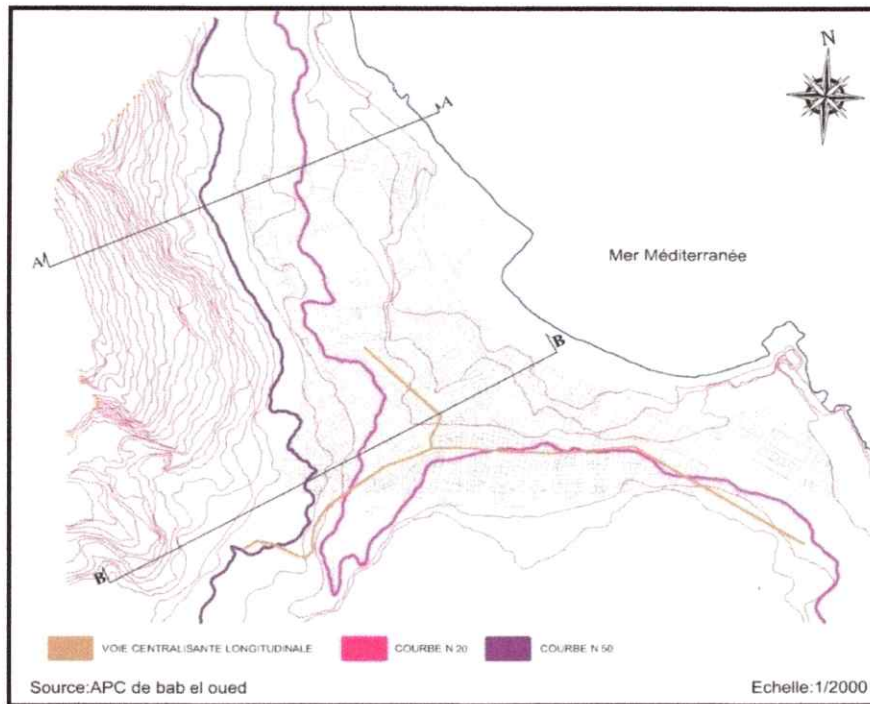 N
A
A
Mer Méditerranée
B
B
VOIE CENTRALISANTE LONGITUDINALE
COURBE N 20
COURBE N 50
Source:APC de bab el oued
Echelle:1/2000